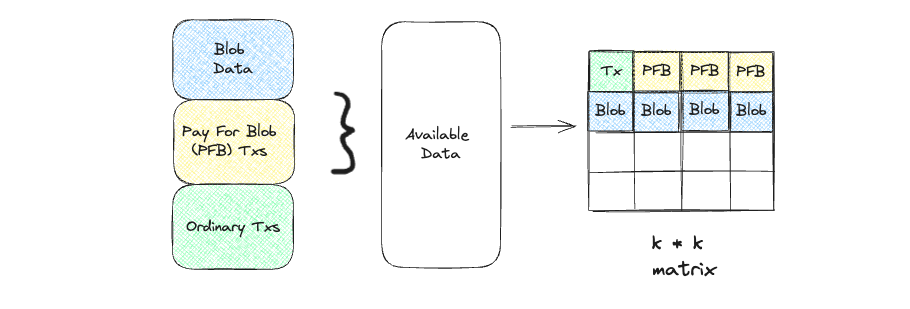 Blob
Data
Pay For Blob
(PFB) Txs
Ordinary Txs
Available
Data
Tx PFB PFB PFB
Blob Blob Blob Blob
k * k
matrix